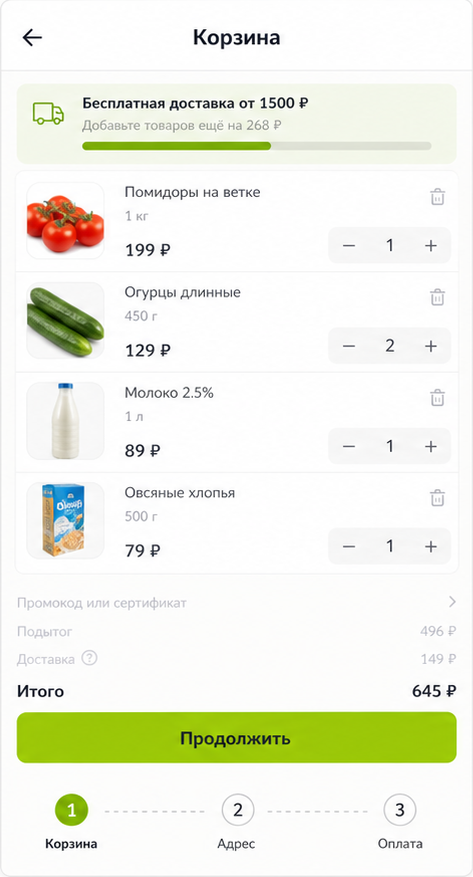 Корзина
Бесплатная доставка от 1500 ₽
Добавьте товаров ещё на 268 ₽
Помидоры на ветке
1 кг
199 ₽
− 1 +
Огурцы длинные
450 г
129 ₽
− 2 +
Молоко 2.5%
1 л
89 ₽
− 1 +
Овсяные хлопья
500 г
79 ₽
− 1 +
Промокод или сертификат
Подытог 496 ₽
Доставка ? 149 ₽
Итого 645 ₽
Продолжить
1 2 3
Корзина Адрес Оплата